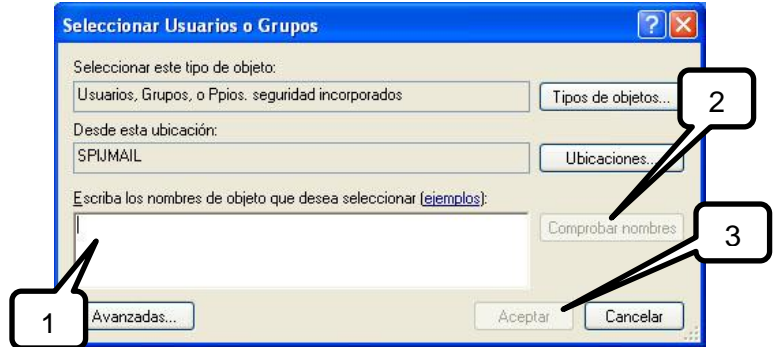 Seleccionar Usuarios o Grupos
Seleccionar este tipo de objeto:
Usuarios, Grupos, o Ppios. seguridad incorporados
Tipos de objetos...
2
Desde esta ubicación:
SPIJMAIL
Ubicaciones...
Escriba los nombres de objeto que desea seleccionar (ejemplos):
Comprobar nombres
3
1
Avanzadas...
Aceptar
Cancelar